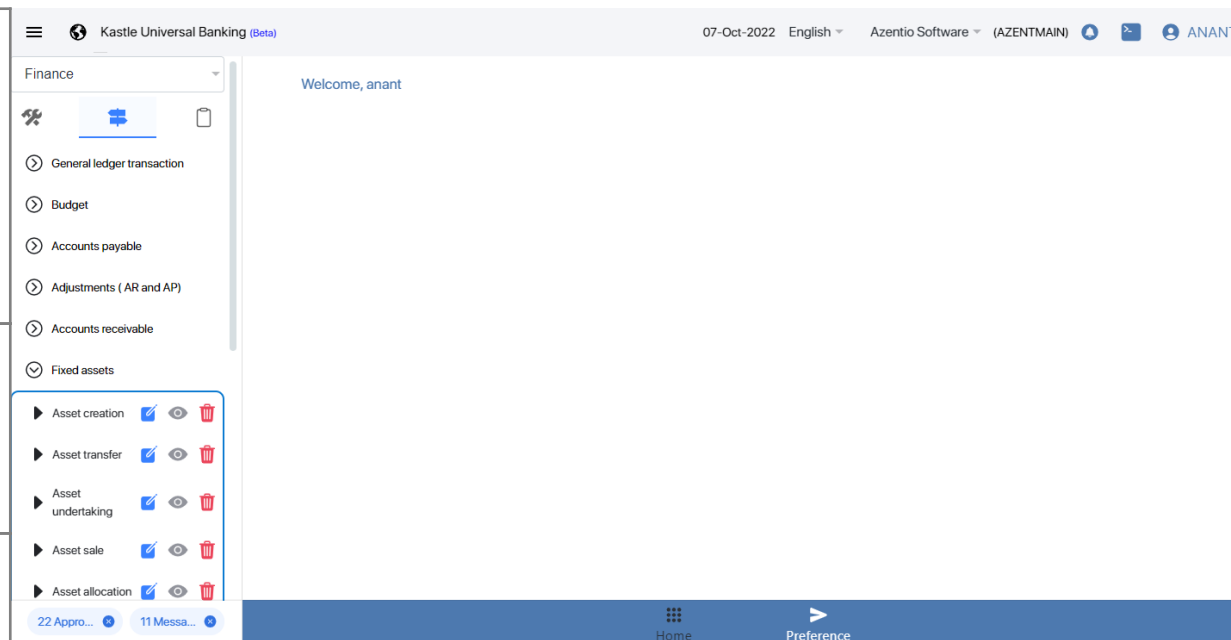 Kastle Universal Banking (Beta)
07-Oct-2022 English Azentio Software (AZENTMAIN) ANANT
Finance
Welcome, anant
General ledger transaction
Budget
Accounts payable
Adjustments ( AR and AP)
Accounts receivable
Fixed assets
Asset creation
Asset transfer
Asset
undertaking
Asset sale
Asset allocation
22 Appro... 11 Messa...
Home Preference